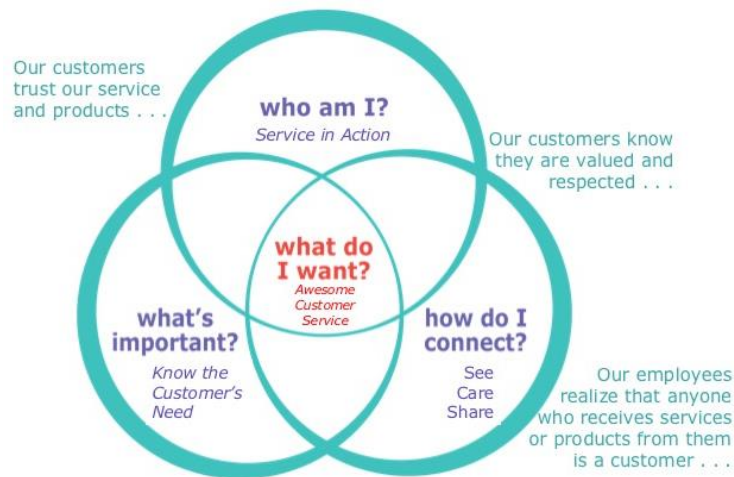 Our customers
trust our service
and products . . .
who am I?
Service in Action
Our customers know
they are valued and
respected . . .
what do
I want?
Awesome
Customer
Service
what's
important?
Know the
Customer's
Need
how do I
connect?
See
Care
Share
Our employees
realize that anyone
who receives services
or products from them
is a customer . . .